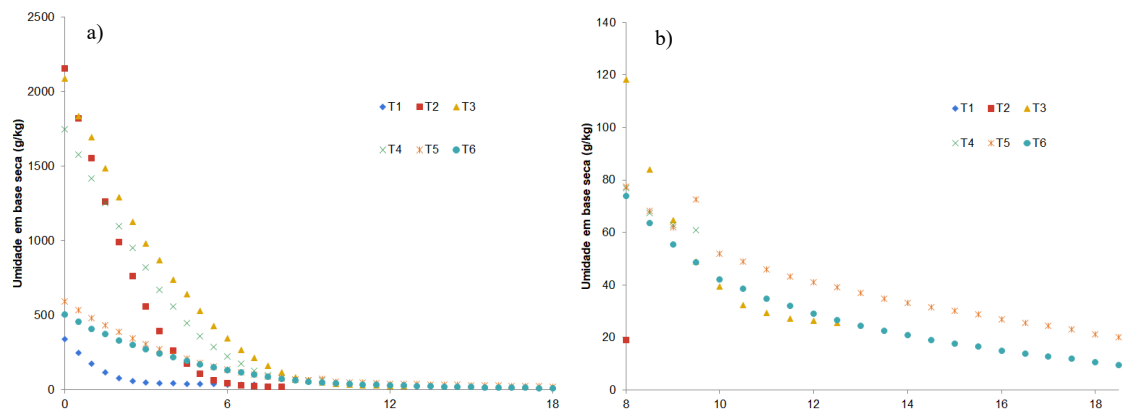 a)
Umidade em base seca (g/kg)
2500
2000
1500
1000
500
0
T1 T2 T3
T4 T5 T6
0 6 12 18
b)
Umidade em base seca (g/kg)
140
120
100
80
60
40
20
0
T1 T2 T3
T4 T5 T6
8 10 12 14 16 18